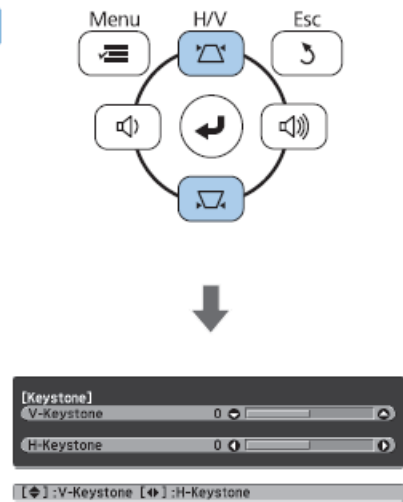 Menu H/V Esc
[Keystone]
V-Keystone 0
H-Keystone 0
[◆]:V-Keystone [◀▶]:H-Keystone